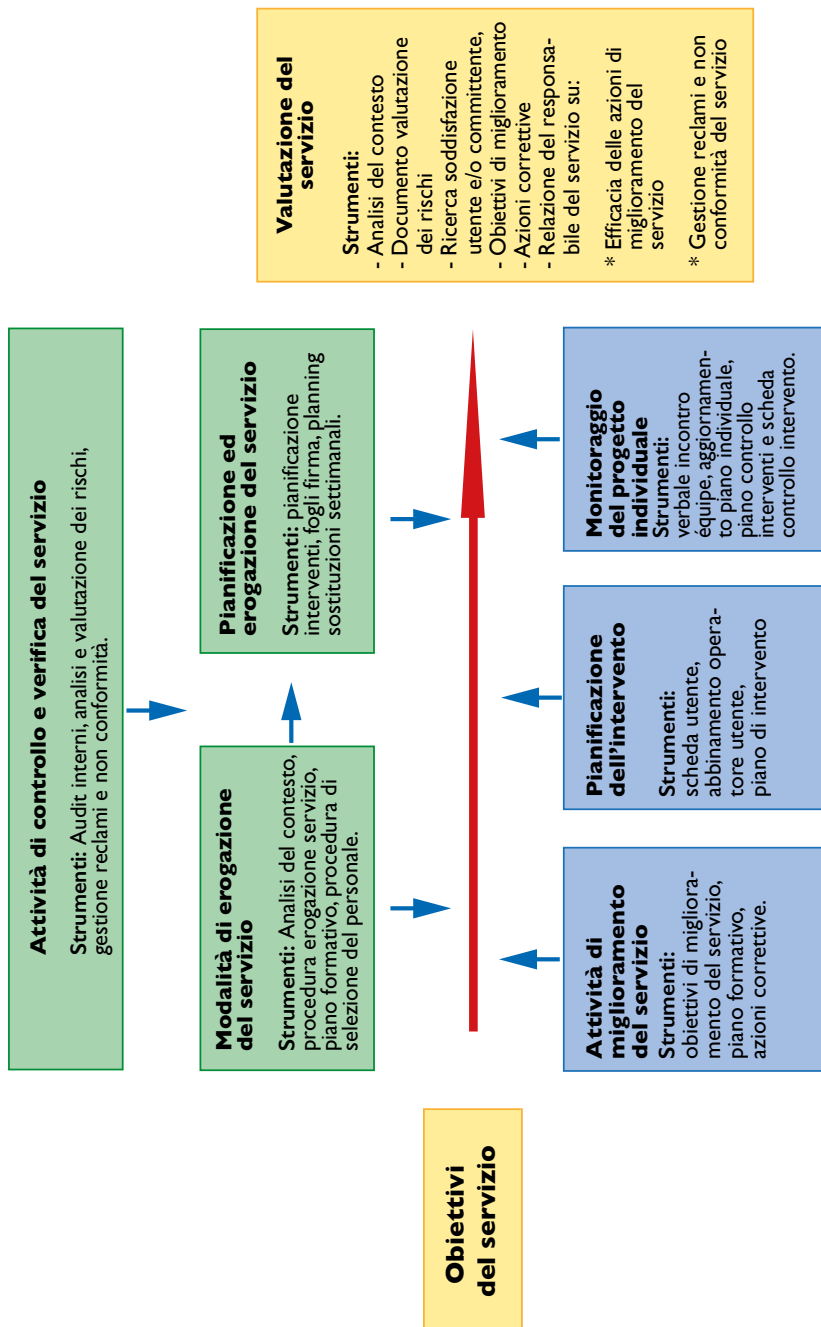 Attività di controllo e verifica del servizio
Strumenti: Audit interni, analisi e valutazione dei rischi,
gestione reclami e non conformità.
Modalità di erogazione
del servizio
Strumenti: Analisi del contesto,
procedura erogazione servizio,
piano formativo, procedura di
selezione del personale.
Pianificazione ed
erogazione del servizio
Strumenti: pianificazione
interventi, fogli firma, planning
sostituzioni settimanali.
Obiettivi
del servizio
Attività di
miglioramento
del servizio
Strumenti:
obiettivi di migliora-
mento del servizio,
piano formativo,
azioni correttive.
Pianificazione
dell'intervento
Strumenti:
scheda utente,
abbinamento opera-
tore utente,
piano di intervento
Monitoraggio
del progetto
individuale
Strumenti:
verbale incontro
équipe, aggiornamen-
to piano individuale,
piano controllo
interventi e scheda
controllo intervento.
Valutazione del
servizio
Strumenti:
- Analisi del contesto
- Documento valutazione
dei rischi
- Ricerca soddisfazione
utente e/o committente,
- Obiettivi di miglioramento
- Azioni correttive
- Relazione del responsa-
bile del servizio su:
* Efficacia delle azioni di
miglioramento del
servizio
* Gestione reclami e non
conformità del servizio